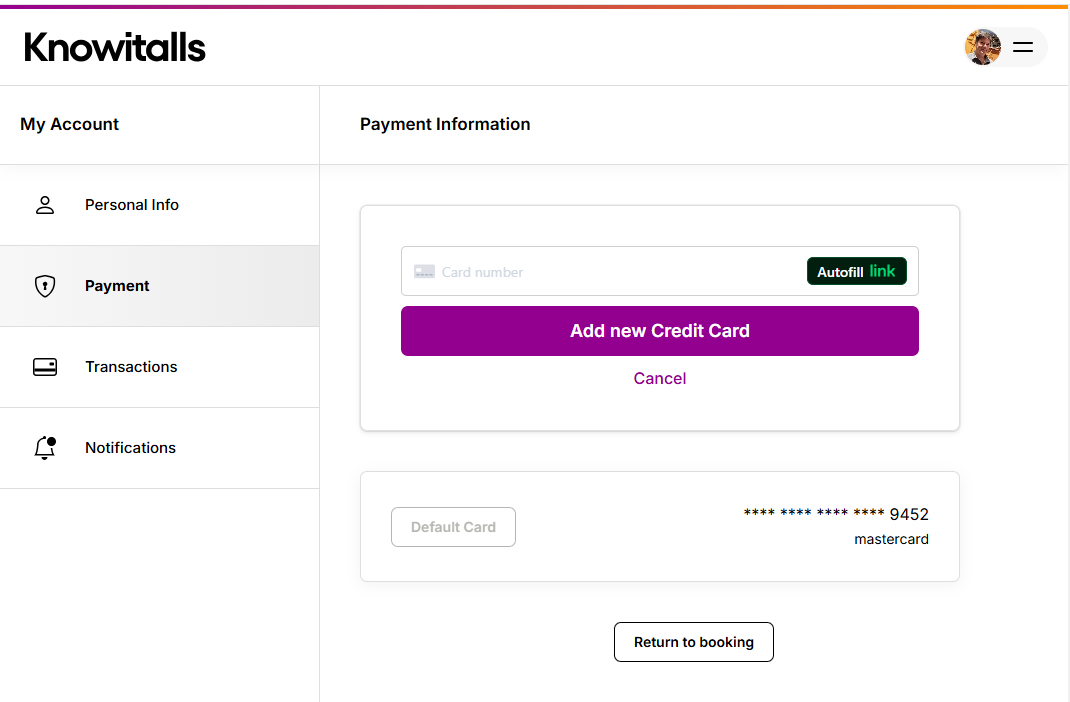 Knowitalls
My Account
Payment Information
Personal Info
Payment
Transactions
Notifications
Card number
Autofill link
Add new Credit Card
Cancel
Default Card
**** **** **** **** 9452
mastercard
Return to booking